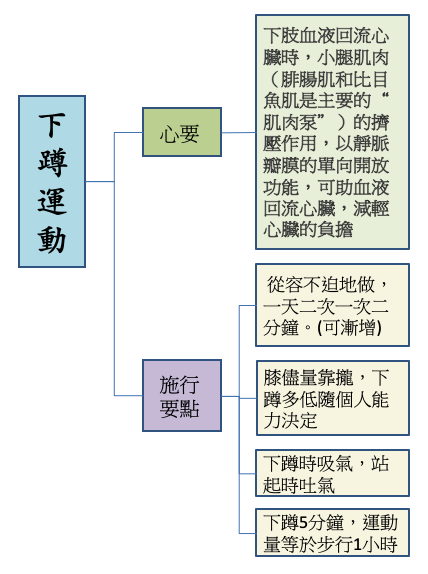 下蹲運動
心要
下肢血液回流心
臟時，小腿肌肉
（腓腸肌和比目
魚肌是主要的“
肌肉泵”）的擠
壓作用，以靜脈
瓣膜的單向開放
功能，可助血液
回流心臟，減輕
心臟的負擔
施行
要點
從容不迫地做，
一天二次一次二
分鐘。(可漸增)
膝儘量靠攏，下
蹲多低隨個人能
力決定
下蹲時吸氣，站
起時吐氣
下蹲5分鐘，運動
量等於步行1小時